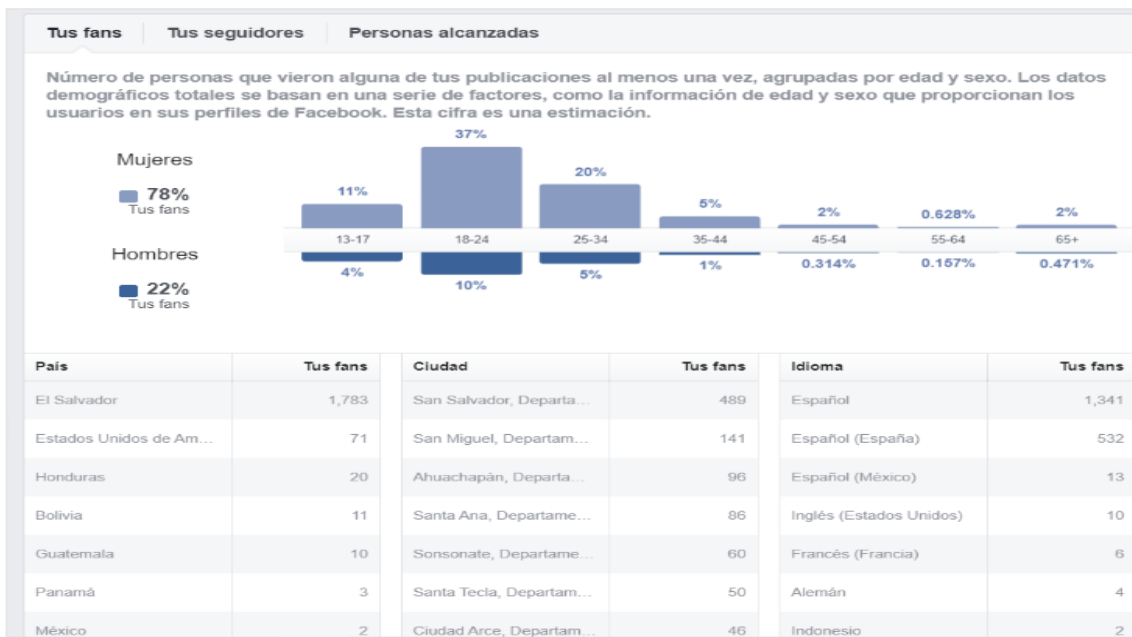 Tus fans Tus seguidores Personas alcanzadas
Número de personas que vieron alguna de tus publicaciones al menos una vez, agrupadas por edad y sexo. Los datos
demográficos totales se basan en una serie de factores, como la información de edad y sexo que proporcionan los
usuarios en sus perfiles de Facebook. Esta cifra es una estimación.
Mujeres
78%
Tus fans
11% 37% 20% 5% 2% 0.628% 2%
13-17 18-24 25-34 35-44 45-54 55-64 65+
Hombres
22%
Tus fans
4% 10% 5% 1% 0.314% 0.157% 0.471%
País Tus fans Ciudad Tus fans Idioma Tus fans
El Salvador 1,783 San Salvador, Departa... 489 Español 1,341
Estados Unidos de Am... 71 San Miguel, Departam... 141 Español (España) 532
Honduras 20 Ahuachapán, Departa... 96 Español (México) 13
Bolivia 11 Santa Ana, Departame... 86 Inglés (Estados Unidos) 10
Guatemala 10 Sonsonate, Departame... 60 Francés (Francia) 6
Panamá 3 Santa Tecla, Departam... 50 Alemán 4
México 2 Ciudad Arce, Departam... 46 Indonesio 2